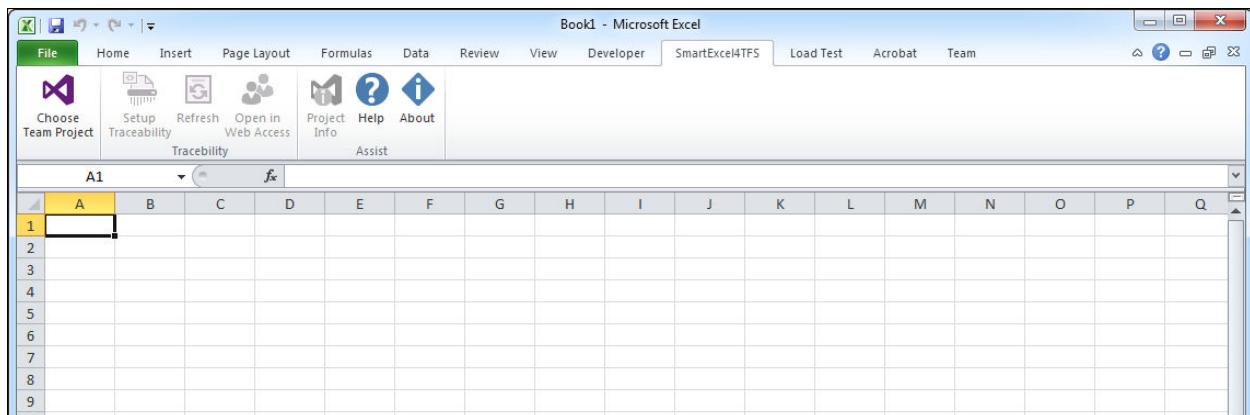 Book1 - Microsoft Excel
File Home Insert Page Layout Formulas Data Review View Developer SmartExcel4TFS Load Test Acrobat Team
Choose Setup Refresh Open in Project Help About
Team Project Traceability Web Access Info
Tracebility Assist
A1 fx
A B C D E F G H I J K L M N O P Q
1
2
3
4
5
6
7
8
9